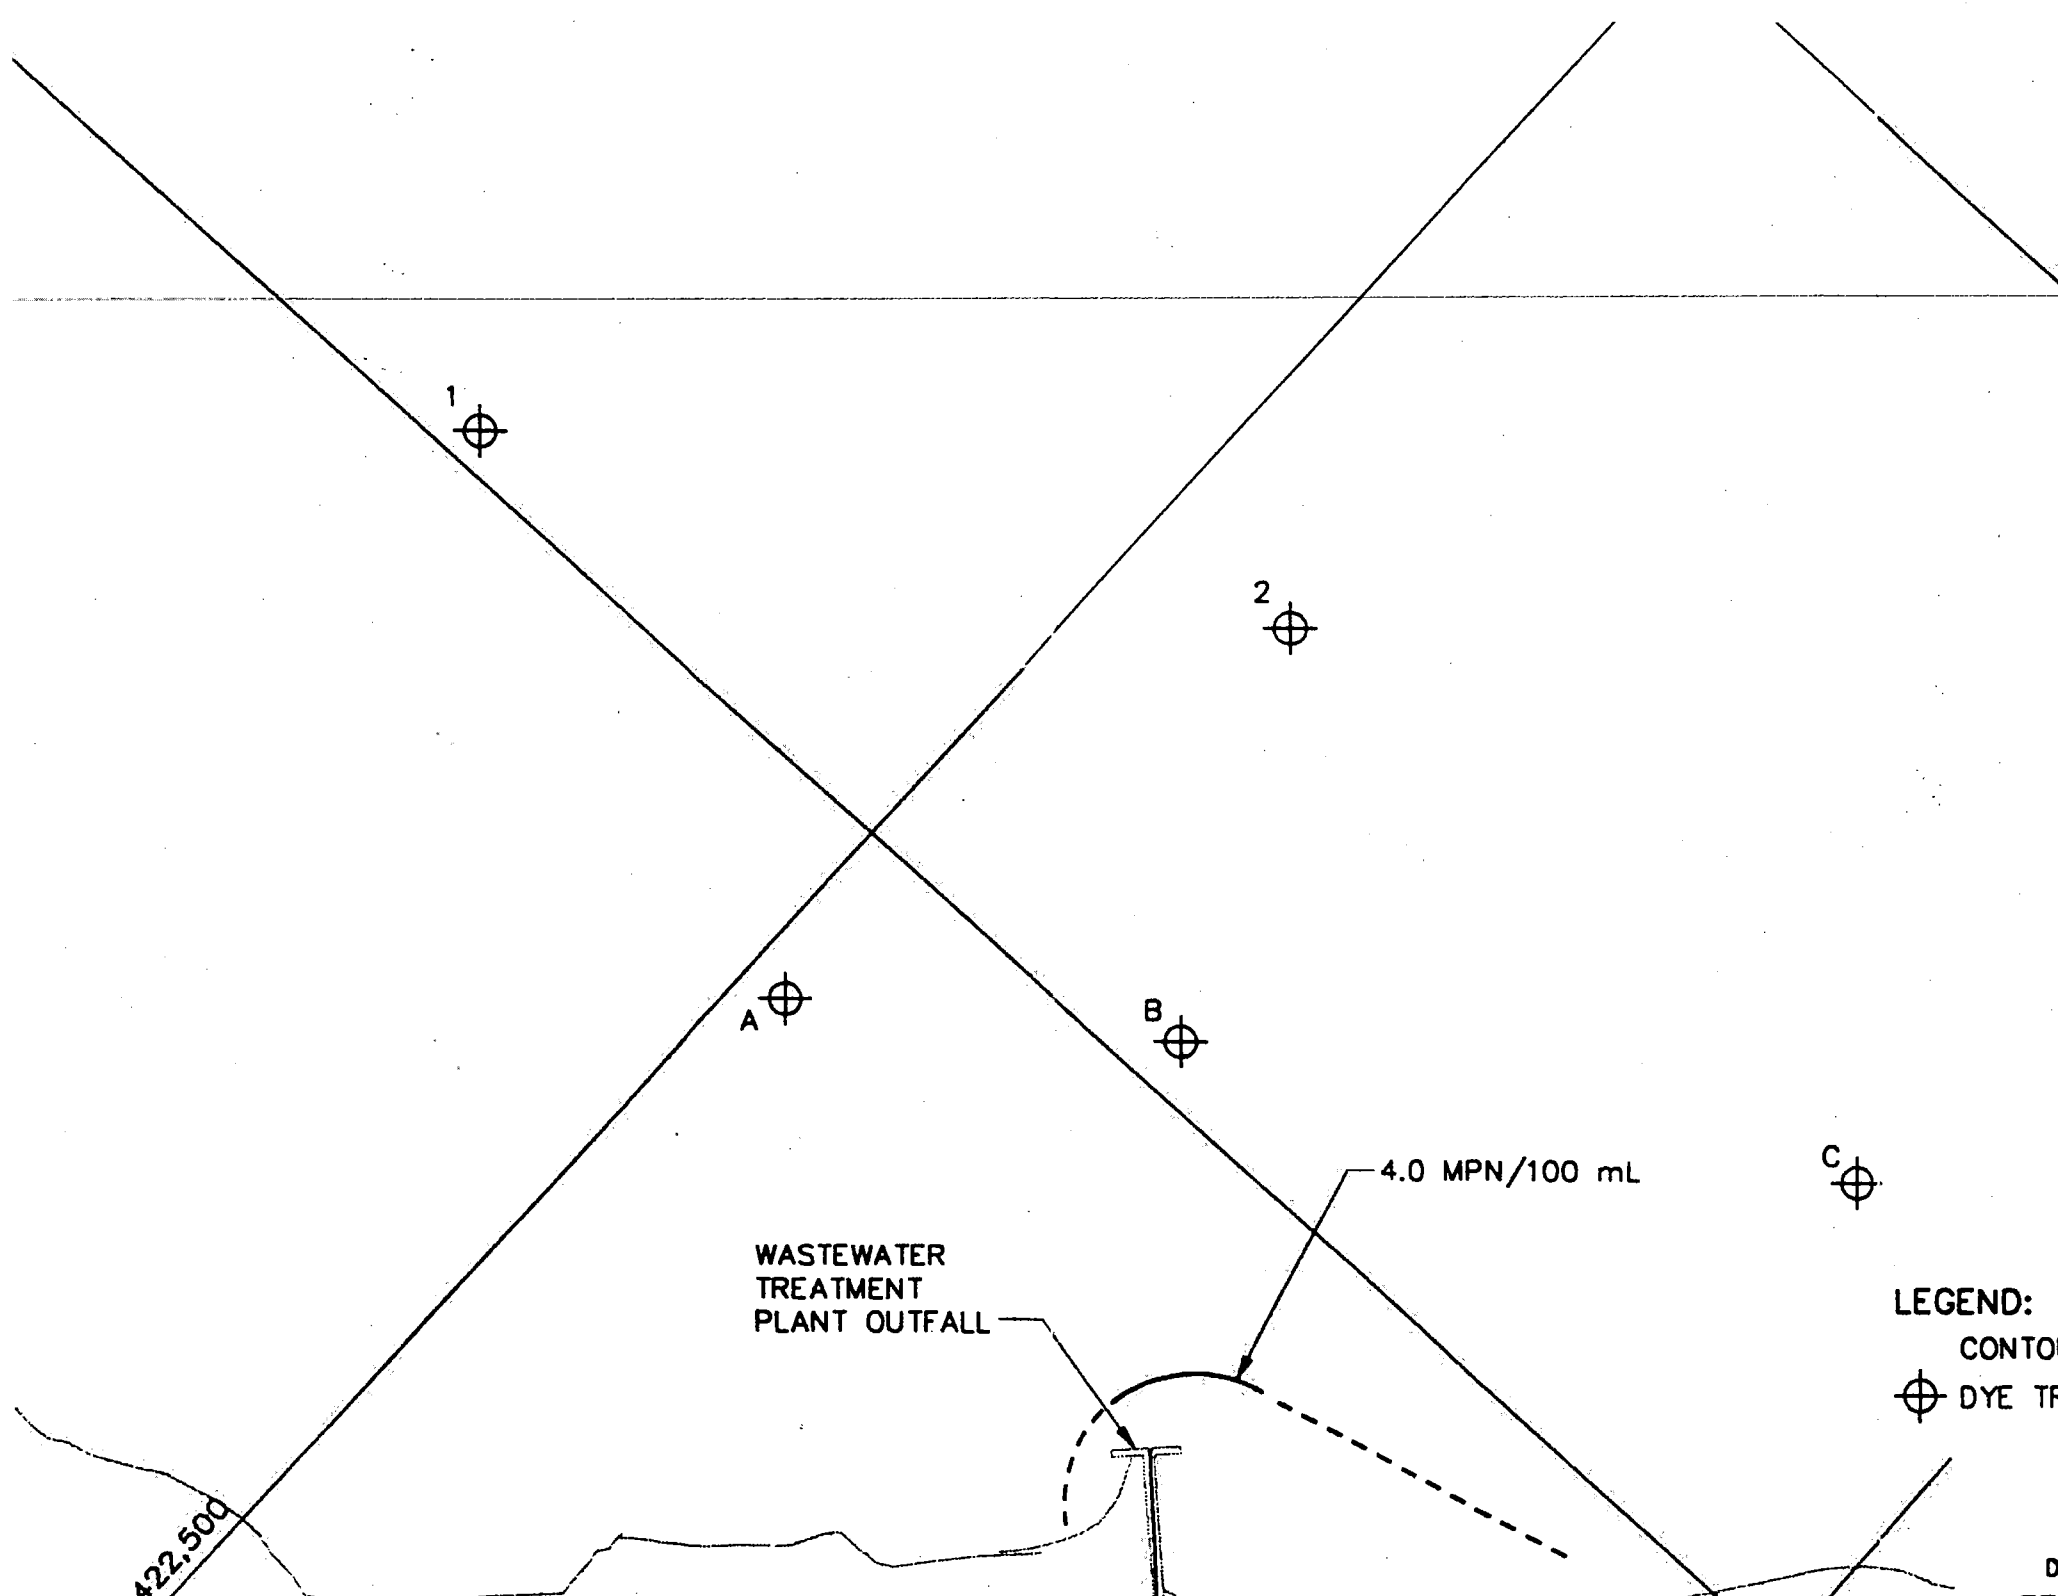 1
2
A
B
C
4.0 MPN/100 mL
WASTEWATER
TREATMENT
PLANT OUTFALL
LEGEND:
422,500